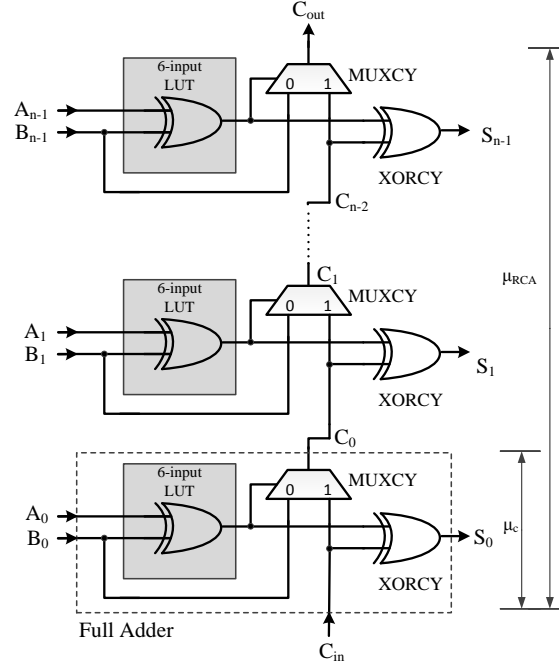 C_out
6-input
LUT
0 1
MUXCY
A_n-1
B_n-1
S_n-1
XORCY
C_n-2
μ_RCA
C_1
6-input
LUT
0 1
MUXCY
A_1
B_1
S_1
XORCY
C_0
6-input
LUT
0 1
MUXCY
A_0
B_0
S_0
μ_c
XORCY
Full Adder
C_in